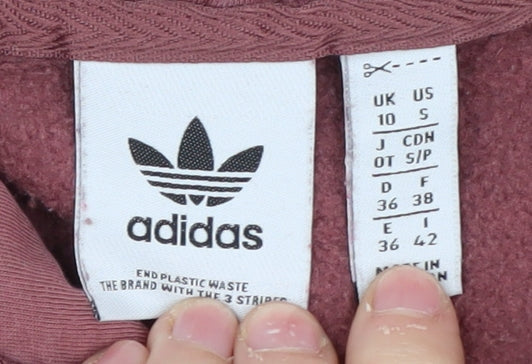 adidas
END PLASTIC WASTE
THE BRAND WITH THE 3 STRIPES
UK US
10 S
J CDN
OT S/P
D F
36 38
E I
36 42
IN